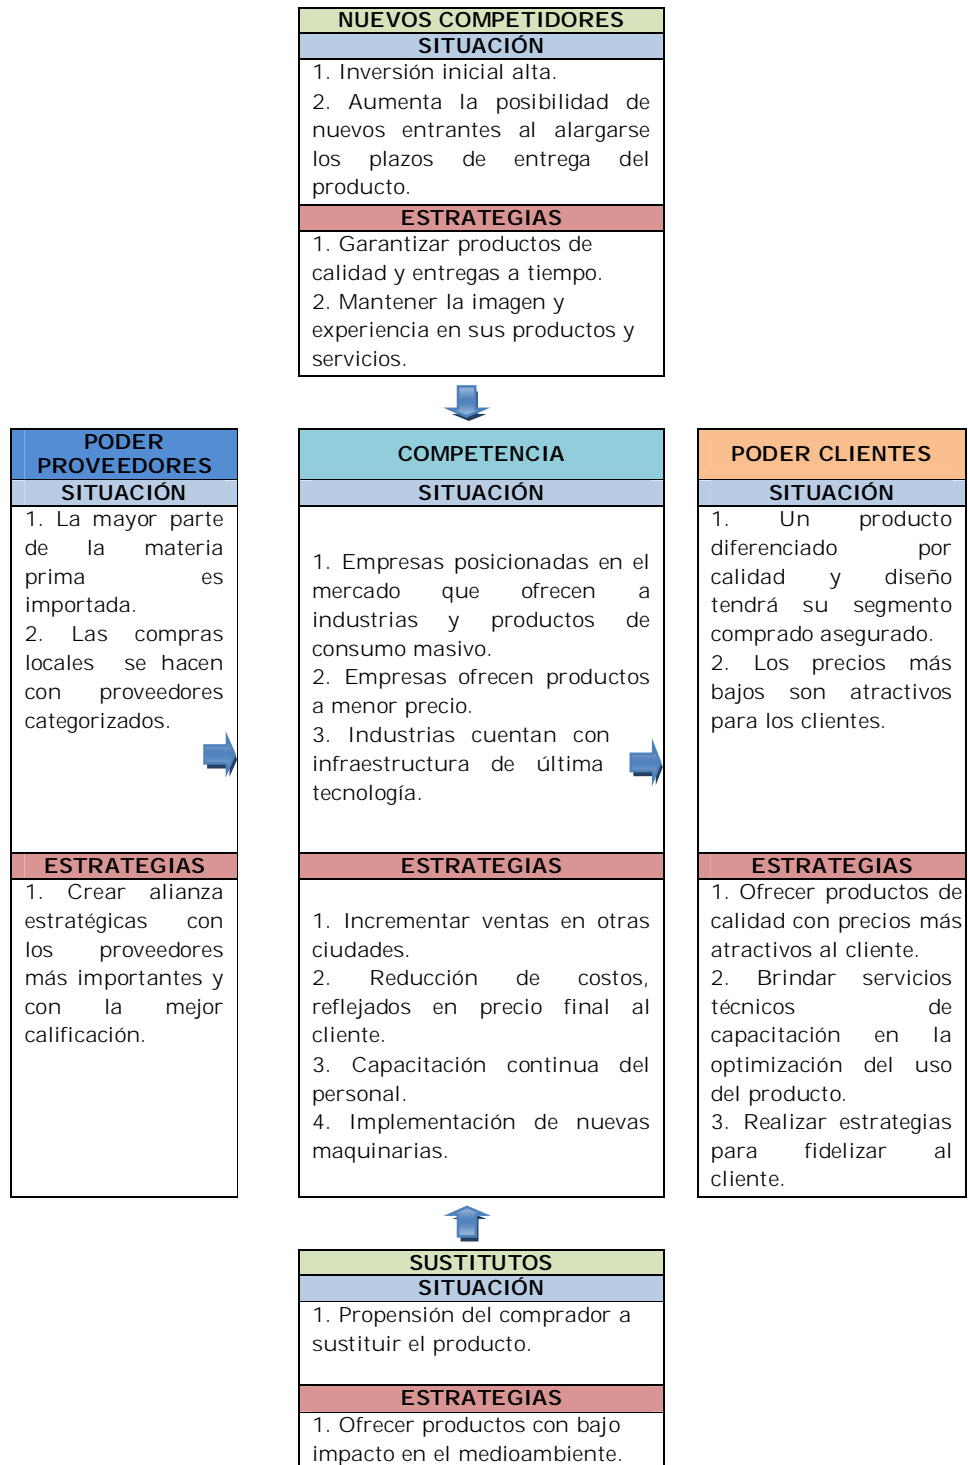 NUEVOS COMPETIDORES
SITUACIÓN
1. Inversión inicial alta.
2. Aumenta la posibilidad de
nuevos entrantes al alargarse
los plazos de entrega del
producto.
ESTRATEGIAS
1. Garantizar productos de
calidad y entregas a tiempo.
2. Mantener la imagen y
experiencia en sus productos y
servicios.
PODER
PROVEEDORES
SITUACIÓN
1. La mayor parte
de la materia
prima es
importada.
2. Las compras
locales se hacen
con proveedores
categorizados.
ESTRATEGIAS
1. Crear alianza
estratégicas con
los proveedores
más importantes y
con la mejor
calificación.
COMPETENCIA
SITUACIÓN
1. Empresas posicionadas en el
mercado que ofrecen a
industrias y productos de
consumo masivo.
2. Empresas ofrecen productos
a menor precio.
3. Industrias cuentan con
infraestructura de última
tecnología.
ESTRATEGIAS
1. Incrementar ventas en otras
ciudades.
2. Reducción de costos,
reflejados en precio final al
cliente.
3. Capacitación continua del
personal.
4. Implementación de nuevas
maquinarias.
PODER CLIENTES
SITUACIÓN
1. Un producto
diferenciado por
calidad y diseño
tendrá su segmento
comprado asegurado.
2. Los precios más
bajos son atractivos
para los clientes.
ESTRATEGIAS
1. Ofrecer productos de
calidad con precios más
atractivos al cliente.
2. Brindar servicios
técnicos de
capacitación en la
optimización del uso
del producto.
3. Realizar estrategias
para fidelizar al
cliente.
SUSTITUTOS
SITUACIÓN
1. Propensión del comprador a
sustituir el producto.
ESTRATEGIAS
1. Ofrecer productos con bajo
impacto en el medioambiente.